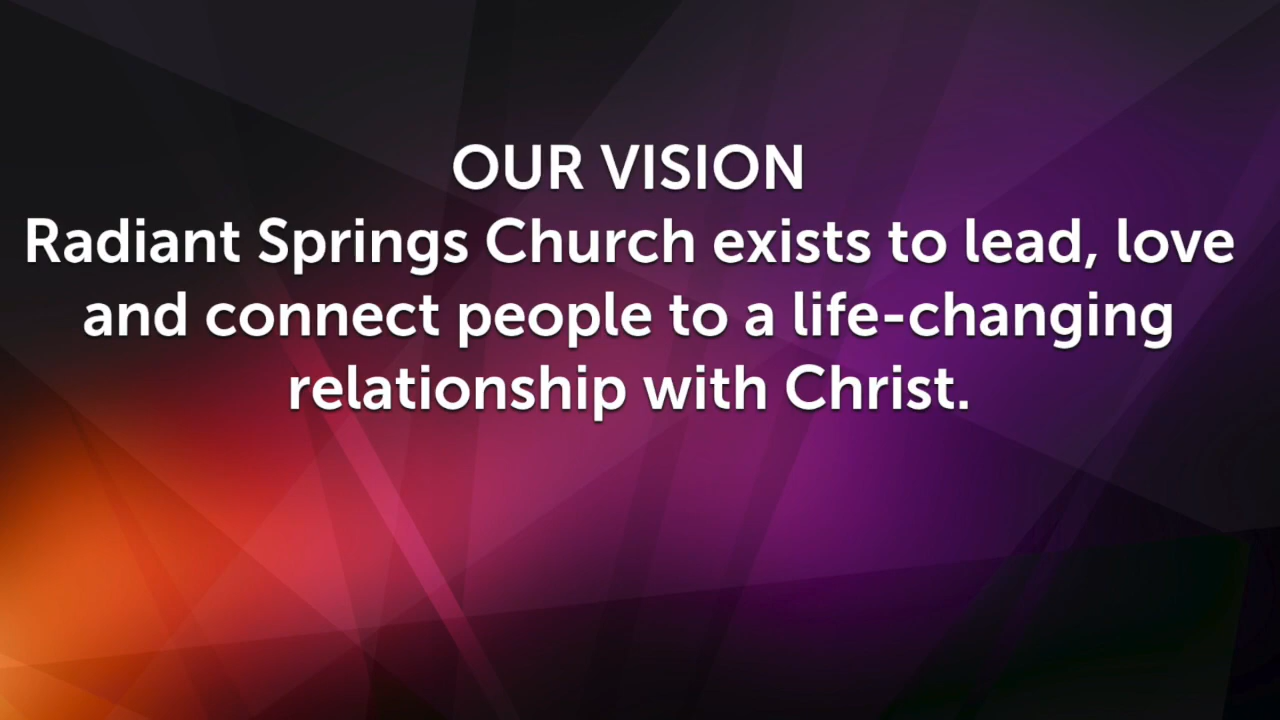 OUR VISION
Radiant Springs Church exists to lead, love
and connect people to a life-changing
relationship with Christ.